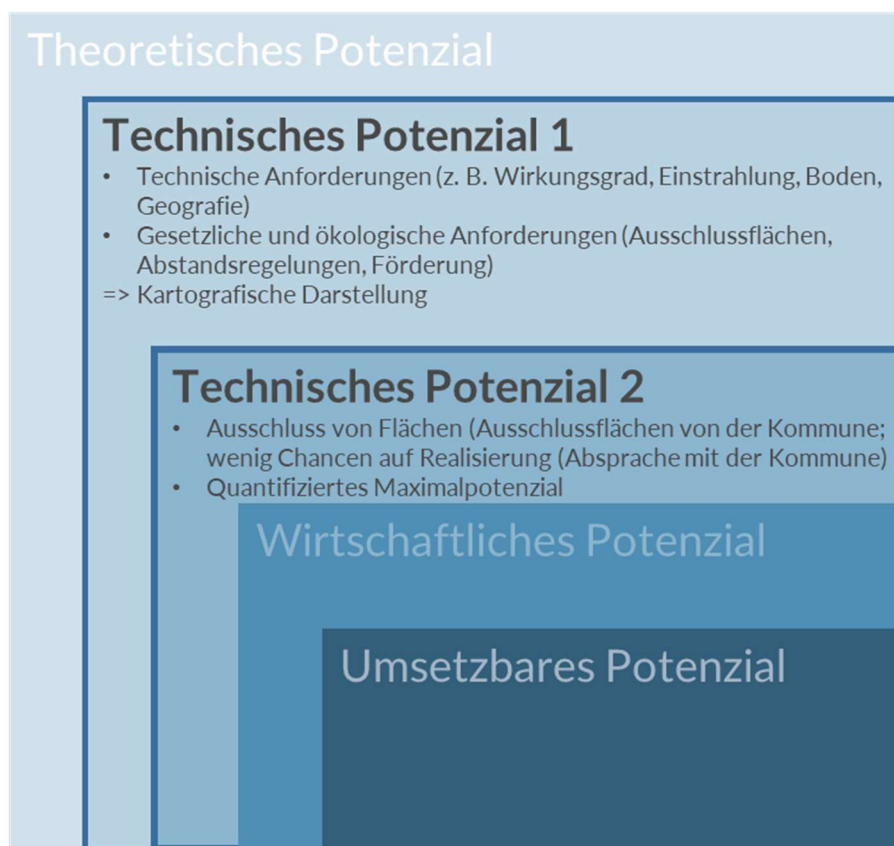 Theoretisches Potenzial
Technisches Potenzial 1
• Technische Anforderungen (z. B. Wirkungsgrad, Einstrahlung, Boden,
Geografie)
• Gesetzliche und ökologische Anforderungen (Ausschlussflächen,
Abstandsregelungen, Förderung)
=> Kartografische Darstellung
Technisches Potenzial 2
• Ausschluss von Flächen (Ausschlussflächen von der Kommune;
wenig Chancen auf Realisierung (Absprache mit der Kommune)
• Quantifiziertes Maximalpotenzial
Wirtschaftliches Potenzial
Umsetzbares Potenzial